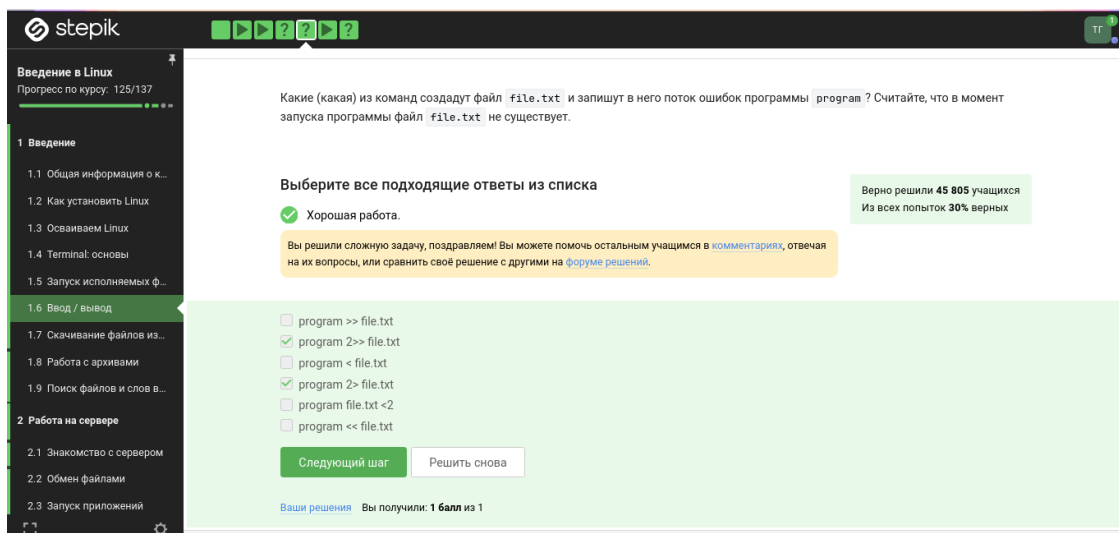 stepik
? ? ?
ТГ
1
Введение в Linux
Прогресс по курсу: 125/137
1 Введение
1.1 Общая информация о к...
1.2 Как установить Linux
1.3 Осваиваем Linux
1.4 Terminal: основы
1.5 Запуск исполняемых ф...
1.6 Ввод / вывод
1.7 Скачивание файлов из...
1.8 Работа с архивами
1.9 Поиск файлов и слов в...
2 Работа на сервере
2.1 Знакомство с сервером
2.2 Обмен файлами
2.3 Запуск приложений
Какие (какая) из команд создадут файл file.txt и запишут в него поток ошибок программы program ? Считайте, что в момент
запуска программы файл file.txt не существует.
Выберите все подходящие ответы из списка
Верно решили 45 805 учащихся
Из всех попыток 30% верных
Хорошая работа.
Вы решили сложную задачу, поздравляем! Вы можете помочь остальным учащимся в комментариях, отвечая
на их вопросы, или сравнить своё решение с другими на форуме решений.
program >> file.txt
program 2>> file.txt
program < file.txt
program 2> file.txt
program file.txt <2
program << file.txt
Следующий шаг
Решить снова
Ваши решения Вы получили: 1 балл из 1